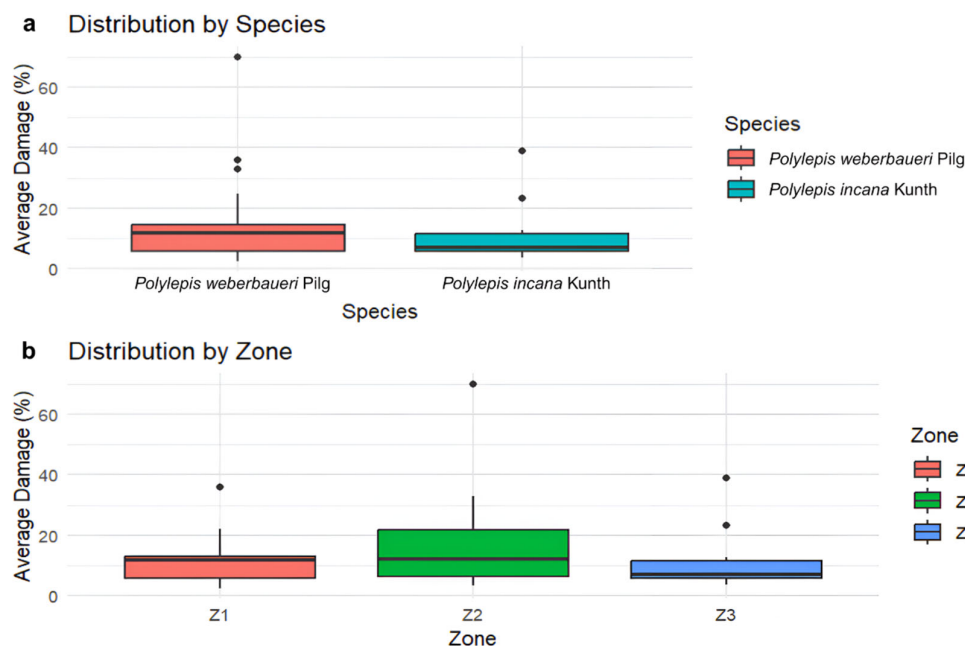 a Distribution by Species
Average Damage (%)
60
40
20
0
Polylepis weberbaueri Pilg
Polylepis incana Kunth
Species
Species
Polylepis weberbaueri Pilg
Polylepis incana Kunth
b Distribution by Zone
Average Damage (%)
60
40
20
0
Z1
Z2
Z3
Zone
Zone
Z
Z
Z